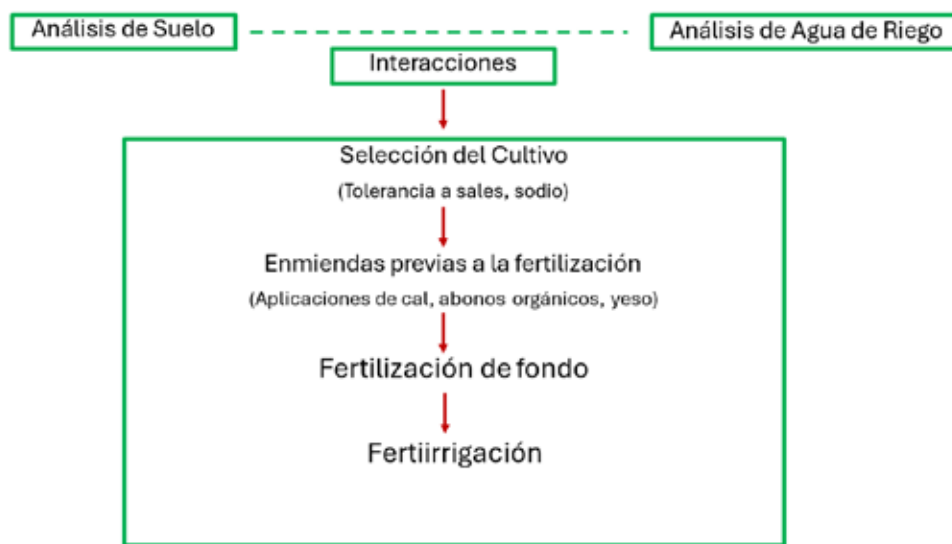 Análisis de Suelo
Análisis de Agua de Riego
Interacciones
Selección del Cultivo
(Tolerancia a sales, sodio)
Enmiendas previas a la fertilización
(Aplicaciones de cal, abonos orgánicos, yeso)
Fertilización de fondo
Fertiirrigación